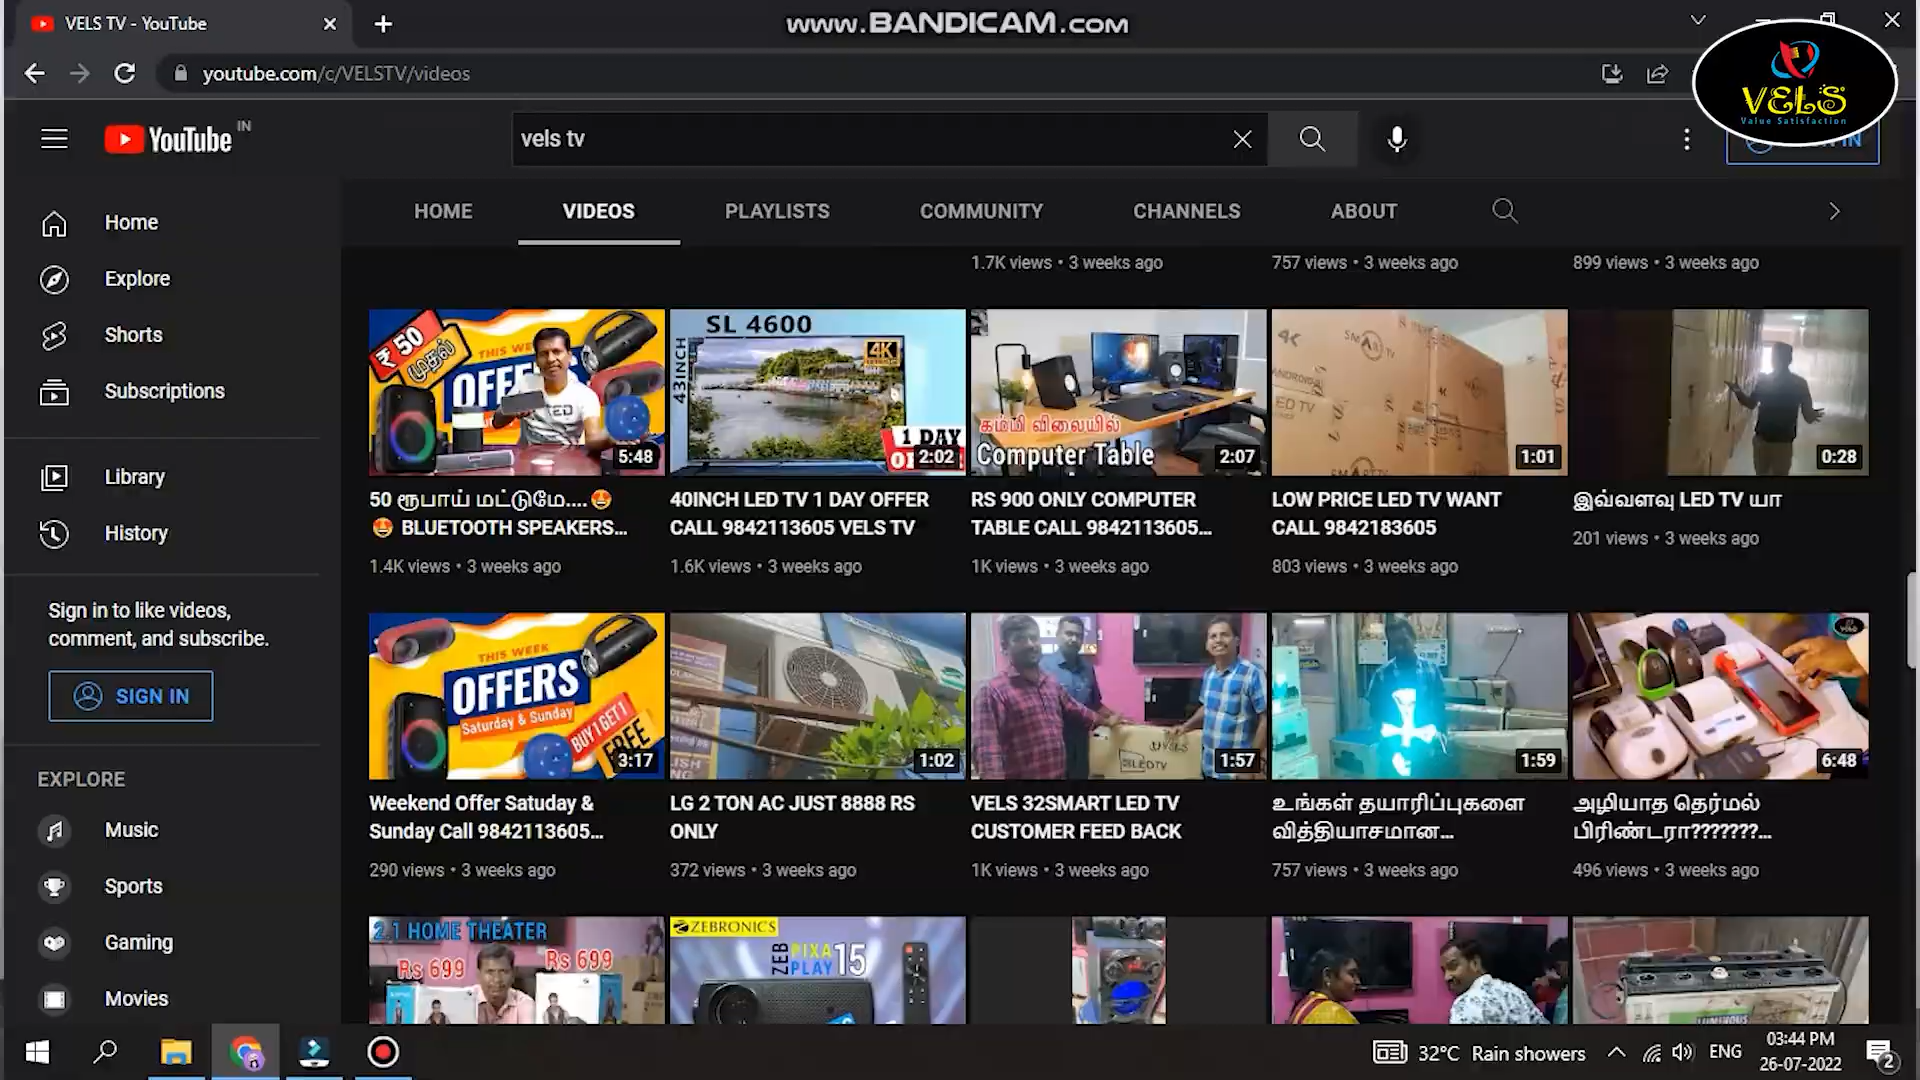 VELS TV - YouTube
www.BANDICAM.com
youtube.com/c/VELSTV/videos
VELS
Value Satisfaction
YouTube IN
vels tv
HOME
VIDEOS
PLAYLISTS
COMMUNITY
CHANNELS
ABOUT
Home
Explore
Shorts
Subscriptions
Library
History
Sign in to like videos,
comment, and subscribe.
SIGN IN
EXPLORE
Music
Sports
Gaming
Movies
1.7K views • 3 weeks ago
757 views • 3 weeks ago
899 views • 3 weeks ago
₹ 50
முதல்
THIS WE
OFFE
5:48
50 ரூபாய் மட்டுமே....😍
😍 BLUETOOTH SPEAKERS...
1.4K views • 3 weeks ago
SL 4600
43INCH
4K
1 DAY
2:02
40INCH LED TV 1 DAY OFFER
CALL 9842113605 VELS TV
1.6K views • 3 weeks ago
கம்மி விலையில்
Computer Table
2:07
RS 900 ONLY COMPUTER
TABLE CALL 9842113605...
1K views • 3 weeks ago
4K
SMART TV
ED TV
1:01
LOW PRICE LED TV WANT
CALL 9842183605
803 views • 3 weeks ago
0:28
இவ்வளவு LED TV யா
201 views • 3 weeks ago
THIS WEEK
OFFERS
Saturday & Sunday
BUY 1 GET 1
FREE
3:17
Weekend Offer Satuday &
Sunday Call 9842113605...
290 views • 3 weeks ago
1:02
LG 2 TON AC JUST 8888 RS
ONLY
372 views • 3 weeks ago
VELS
LEDTV
1:57
VELS 32SMART LED TV
CUSTOMER FEED BACK
1K views • 3 weeks ago
1:59
உங்கள் தயாரிப்புகளை
வித்தியாசமான...
757 views • 3 weeks ago
6:48
அழியாத தெர்மல்
பிரிண்டரா???????...
496 views • 3 weeks ago
2.1 HOME THEATER
Rs 699
Rs 699
ZEBRONICS
ZEB PIXA
PLAY 15
LUMINOUS
32°C Rain showers
ENG
03:44 PM
26-07-2022
2